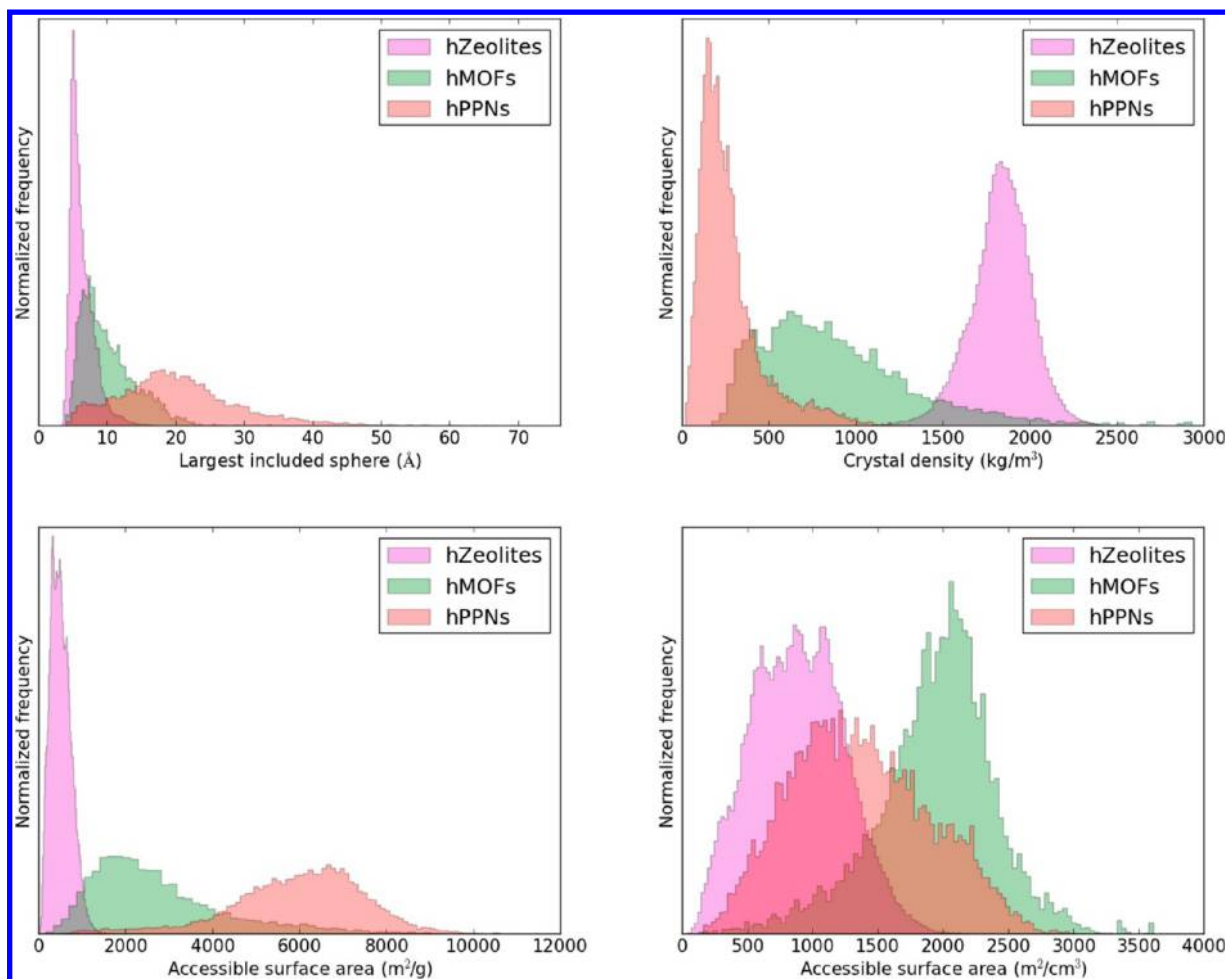 Normalized frequency
hZeolites
hMOFs
hPPNs
0 10 20 30 40 50 60 70
Largest included sphere (Å)
Normalized frequency
hZeolites
hMOFs
hPPNs
0 500 1000 1500 2000 2500 3000
Crystal density (kg/m³)
Normalized frequency
hZeolites
hMOFs
hPPNs
0 2000 4000 6000 8000 10000 12000
Accessible surface area (m²/g)
Normalized frequency
hZeolites
hMOFs
hPPNs
0 500 1000 1500 2000 2500 3000 3500 4000
Accessible surface area (m²/cm³)